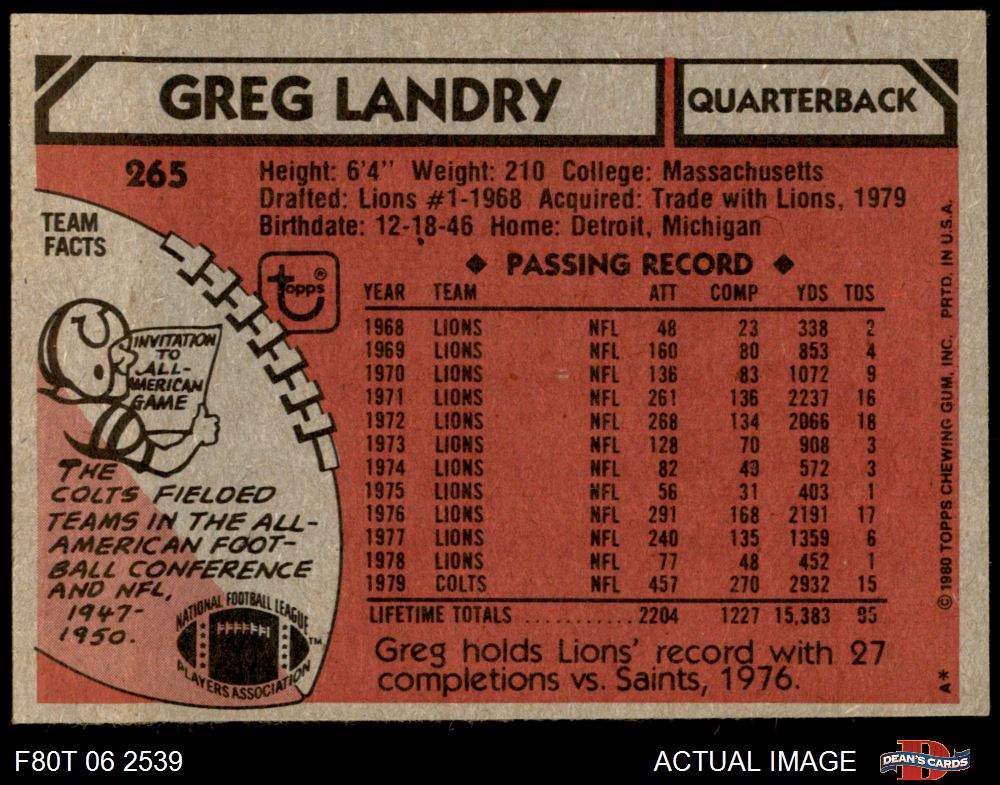 GREG LANDRY
QUARTERBACK
265
Height: 6'4" Weight: 210 College: Massachusetts
Drafted: Lions #1-1968 Acquired: Trade with Lions, 1979
Birthdate: 12-18-46 Home: Detroit, Michigan
TEAM
FACTS
topps®
INVITATION
TO
ALL-
AMERICAN
GAME
THE
COLTS FIELDED
TEAMS IN THE ALL-
AMERICAN FOOT-
BALL CONFERENCE
AND NFL,
1947-
1950.
NATIONAL FOOTBALL LEAGUE
PLAYERS ASSOCIATION
TM
◆ PASSING RECORD ◆
YEAR TEAM ATT COMP YDS TDS
1968 LIONS NFL 48 23 338 2
1969 LIONS NFL 160 80 853 4
1970 LIONS NFL 136 83 1072 9
1971 LIONS NFL 261 136 2237 16
1972 LIONS NFL 268 134 2066 18
1973 LIONS NFL 128 70 908 3
1974 LIONS NFL 82 49 572 3
1975 LIONS NFL 56 31 403 1
1976 LIONS NFL 291 168 2191 17
1977 LIONS NFL 240 135 1359 6
1978 LIONS NFL 77 48 452 1
1979 COLTS NFL 457 270 2932 15
LIFETIME TOTALS ........... 2204 1227 15,383 95
Greg holds Lions' record with 27
completions vs. Saints, 1976.
© 1980 TOPPS CHEWING GUM, INC. PRTD. IN U.S.A.
A*
F80T 06 2539
ACTUAL IMAGE
D
DEAN'S CARDS